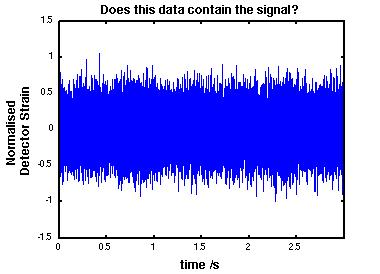 Does this data contain the signal?
1.5
1
0.5
0
-0.5
-1
-1.5
Normalised
Detector Strain
0 0.5 1 1.5 2 2.5
time /s